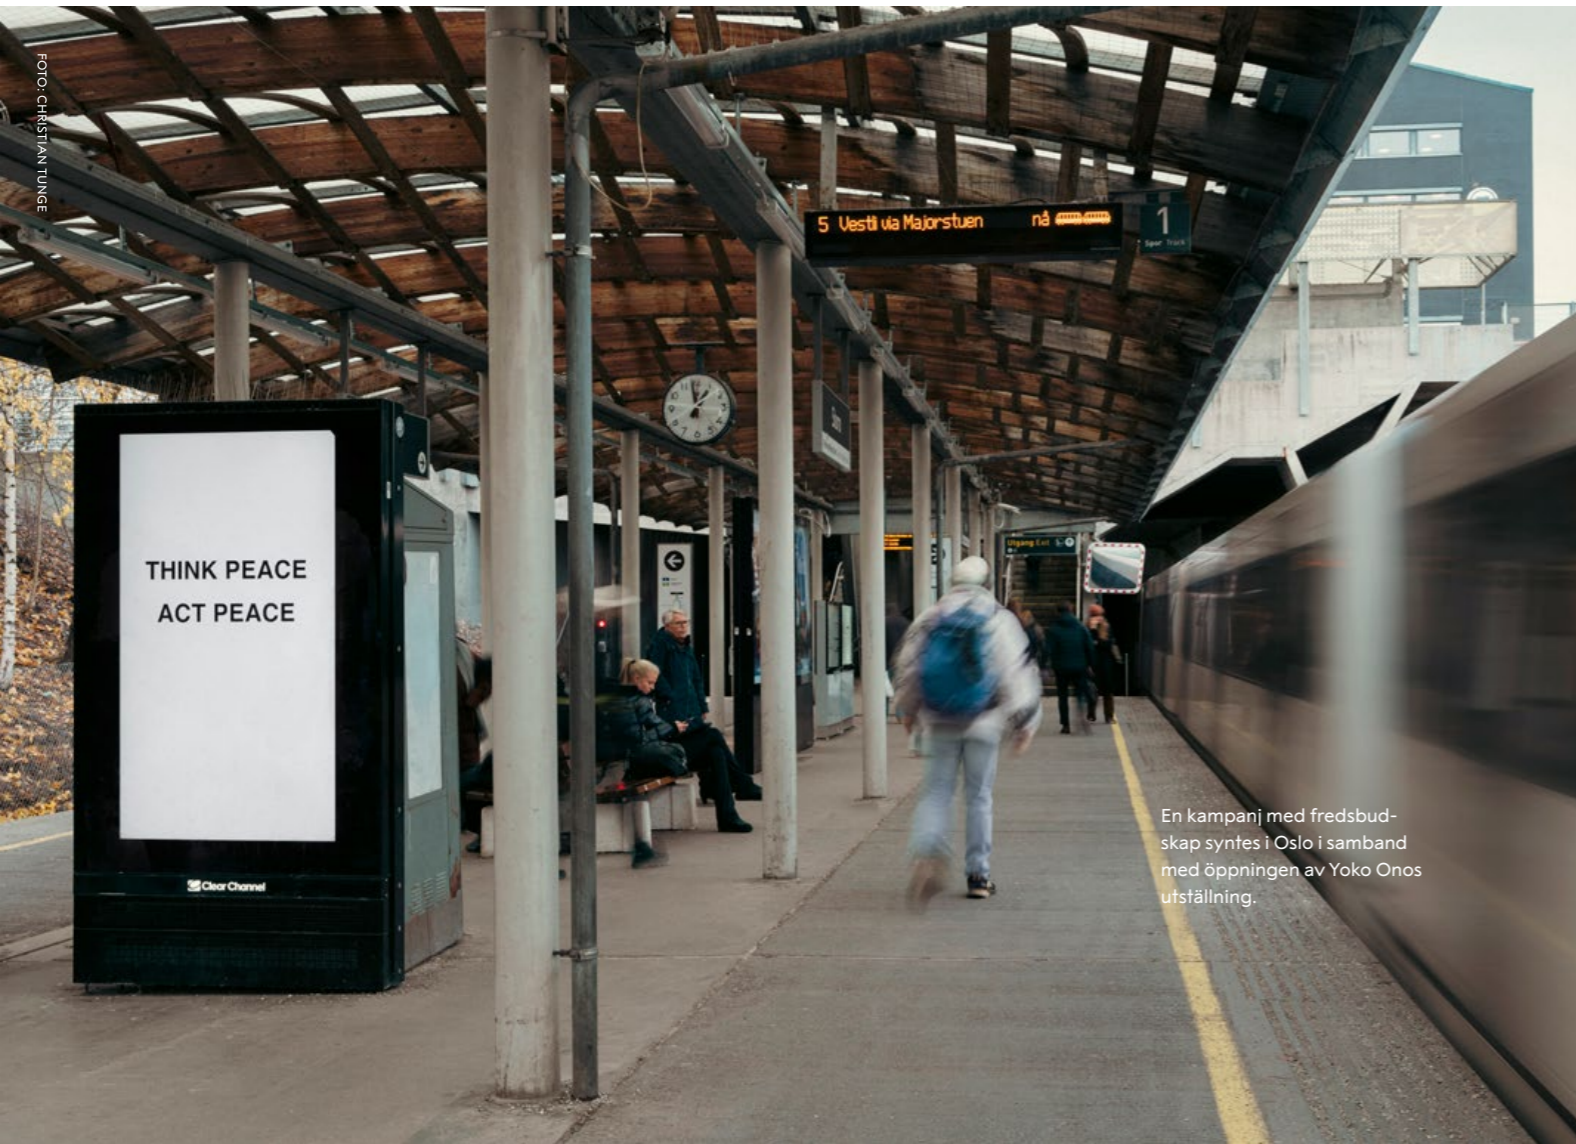 FOTO: CHRISTIAN TUNGE
5 Vestli via Majorstuen nå
1
Spor Track
THINK PEACE
ACT PEACE
Utgang Exit
En kampanj med fredsbud-
skap syntes i Oslo i samband
med öppningen av Yoko Onos
utställning.
Clear Channel